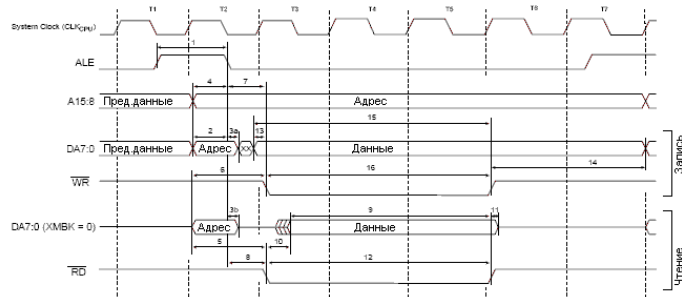 T1 T2 T3 T4 T5 T6 T7
System Clock (CLKCPU)
1
ALE
4 7
A15:8 Пред.данные Адрес
15
2 3a 13
DA7:0 Пред.данные Адрес XX Данные
14
6 16
WR
3b 9 11
DA7:0 (XMBK = 0) Адрес Данные
5 10
8 12
RD
Запись
Чтение